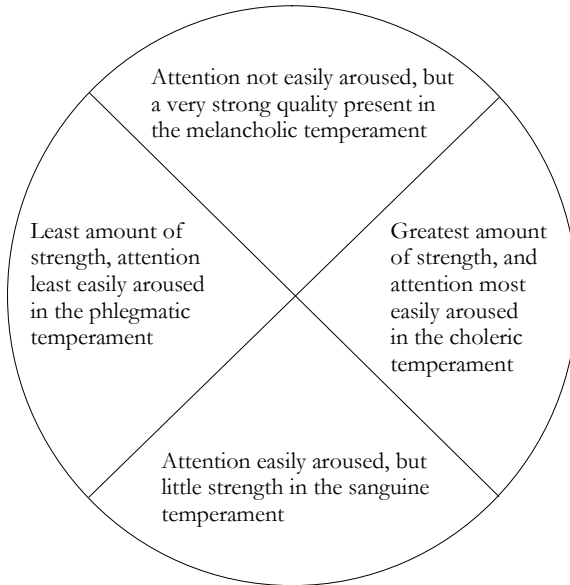 Attention not easily aroused, but
a very strong quality present in
the melancholic temperament
Least amount of
strength, attention
least easily aroused
in the phlegmatic
temperament
Greatest amount
of strength, and
attention most
easily aroused
in the choleric
temperament
Attention easily aroused, but
little strength in the sanguine
temperament